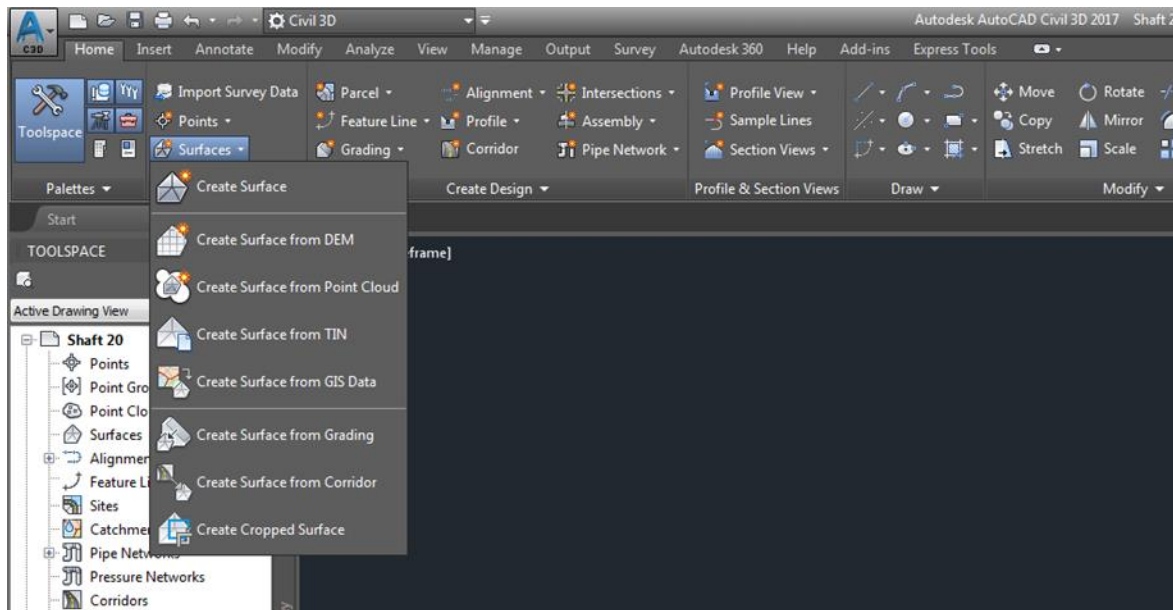 Civil 3D
Autodesk AutoCAD Civil 3D 2017 Shaft 2
C3D
Home Insert Annotate Modify Analyze View Manage Output Survey Autodesk 360 Help Add-ins Express Tools
Toolspace
Import Survey Data
Points
Surfaces
Parcel
Feature Line
Grading
Alignment
Profile
Corridor
Intersections
Assembly
Pipe Network
Profile View
Sample Lines
Section Views
Move
Copy
Stretch
Rotate
Mirror
Scale
Palettes
Create Design
Profile & Section Views
Draw
Modify
Start
TOOLSPACE
Active Drawing View
Shaft 20
Points
Point Gro
Point Clo
Surfaces
Alignmen
Feature Li
Sites
Catchme
Pipe Networks
Pressure Networks
Corridors
Create Surface
Create Surface from DEM
Create Surface from Point Cloud
Create Surface from TIN
Create Surface from GIS Data
Create Surface from Grading
Create Surface from Corridor
Create Cropped Surface
eframe]